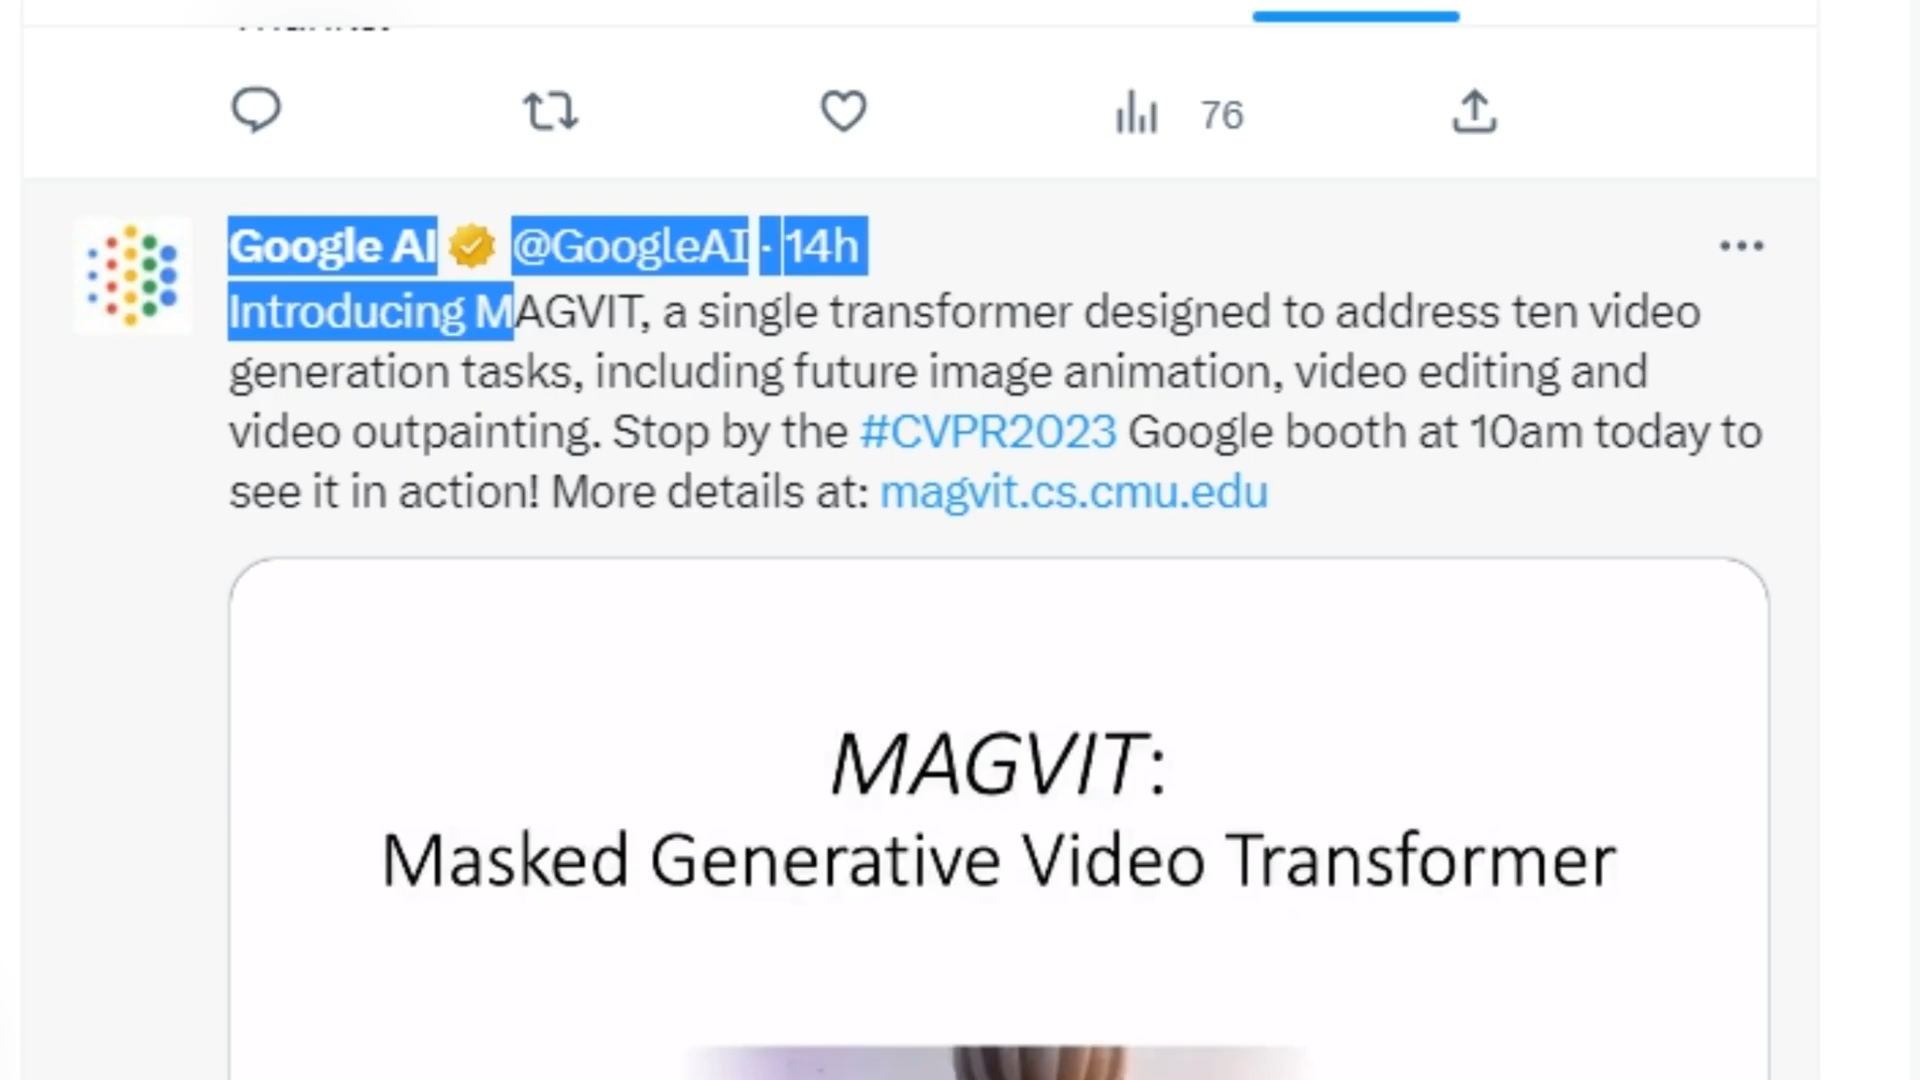 76
Google AI @GoogleAI · 14h
Introducing MAGVIT, a single transformer designed to address ten video
generation tasks, including future image animation, video editing and
video outpainting. Stop by the #CVPR2023 Google booth at 10am today to
see it in action! More details at: magvit.cs.cmu.edu
MAGVIT:
Masked Generative Video Transformer